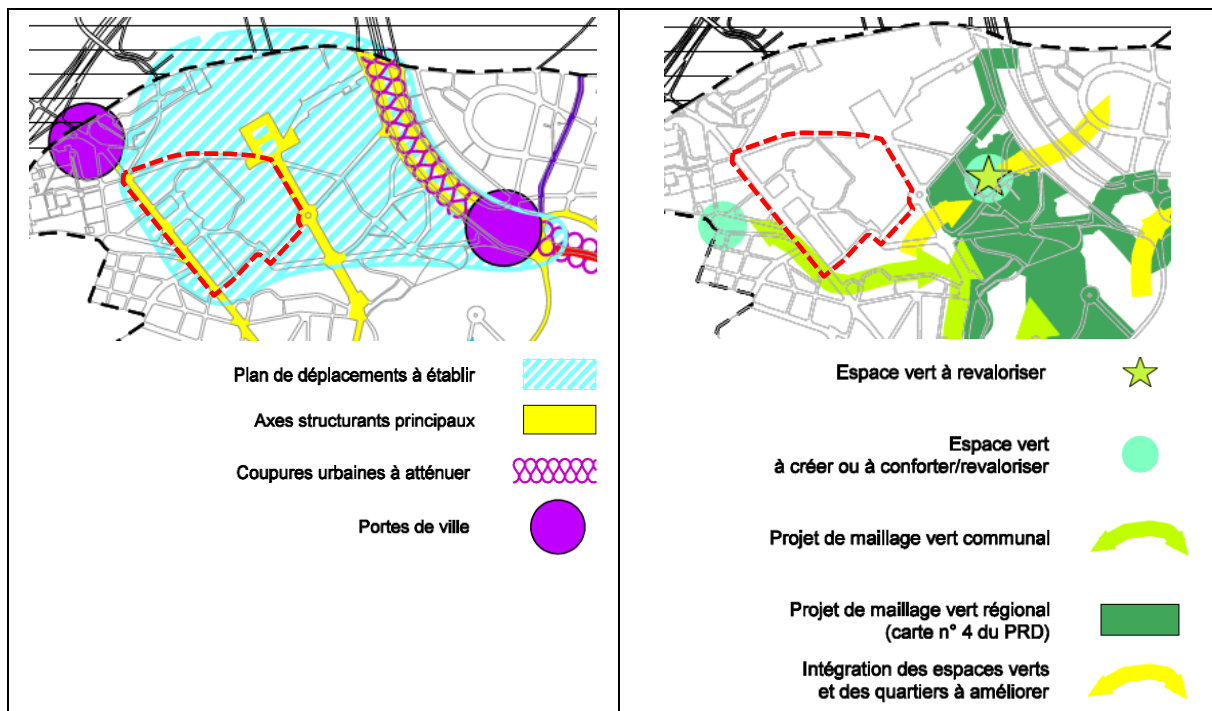 Plan de déplacements à établir
Axes structurants principaux
Coupures urbaines à atténuer
Portes de ville
Espace vert à revaloriser
Espace vert
à créer ou à conforter/revaloriser
Projet de maillage vert communal
Projet de maillage vert régional
(carte n° 4 du PRD)
Intégration des espaces verts
et des quartiers à améliorer